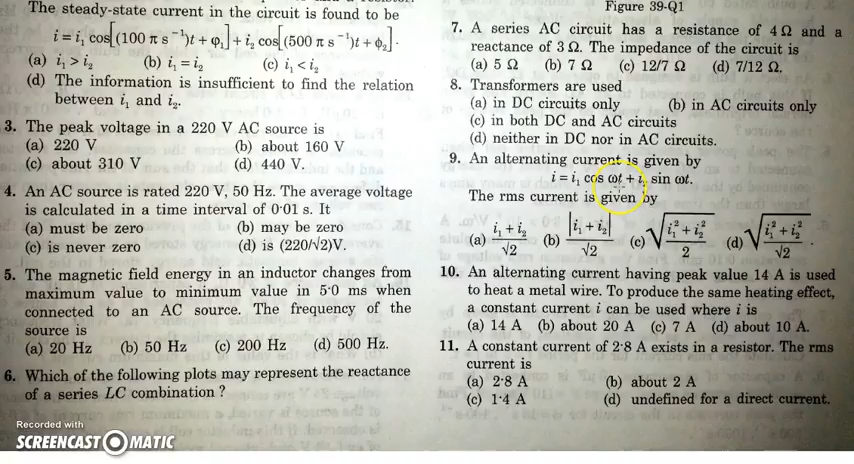 The steady-state current in the circuit is found to be
i = i₁ cos[(100 π s⁻¹)t + φ₁] + i₂ cos[(500 π s⁻¹)t + ϕ₂].
(a) i₁ > i₂ (b) i₁ = i₂ (c) i₁ < i₂
(d) The information is insufficient to find the relation
between i₁ and i₂.
3. The peak voltage in a 220 V AC source is
(a) 220 V (b) about 160 V
(c) about 310 V (d) 440 V.
4. An AC source is rated 220 V, 50 Hz. The average voltage
is calculated in a time interval of 0·01 s. It
(a) must be zero (b) may be zero
(c) is never zero (d) is (220/√2)V.
5. The magnetic field energy in an inductor changes from
maximum value to minimum value in 5·0 ms when
connected to an AC source. The frequency of the
source is
(a) 20 Hz (b) 50 Hz (c) 200 Hz (d) 500 Hz.
6. Which of the following plots may represent the reactance
of a series LC combination ?
Recorded with
SCREENCAST O MATIC
Figure 39-Q1
7. A series AC circuit has a resistance of 4 Ω and a
reactance of 3 Ω. The impedance of the circuit is
(a) 5 Ω (b) 7 Ω (c) 12/7 Ω (d) 7/12 Ω.
8. Transformers are used
(a) in DC circuits only (b) in AC circuits only
(c) in both DC and AC circuits
(d) neither in DC nor in AC circuits.
9. An alternating current is given by
i = i₁ cos ωt + i₂ sin ωt.
The rms current is given by
(a) (i₁ + i₂)/√2 (b) |i₁ + i₂|/√2 (c) √((i₁² + i₂²)/2) (d) √((i₁² + i₂²)/√2).
10. An alternating current having peak value 14 A is used
to heat a metal wire. To produce the same heating effect,
a constant current i can be used where i is
(a) 14 A (b) about 20 A (c) 7 A (d) about 10 A.
11. A constant current of 2·8 A exists in a resistor. The rms
current is
(a) 2·8 A (b) about 2 A
(c) 1·4 A (d) undefined for a direct current.